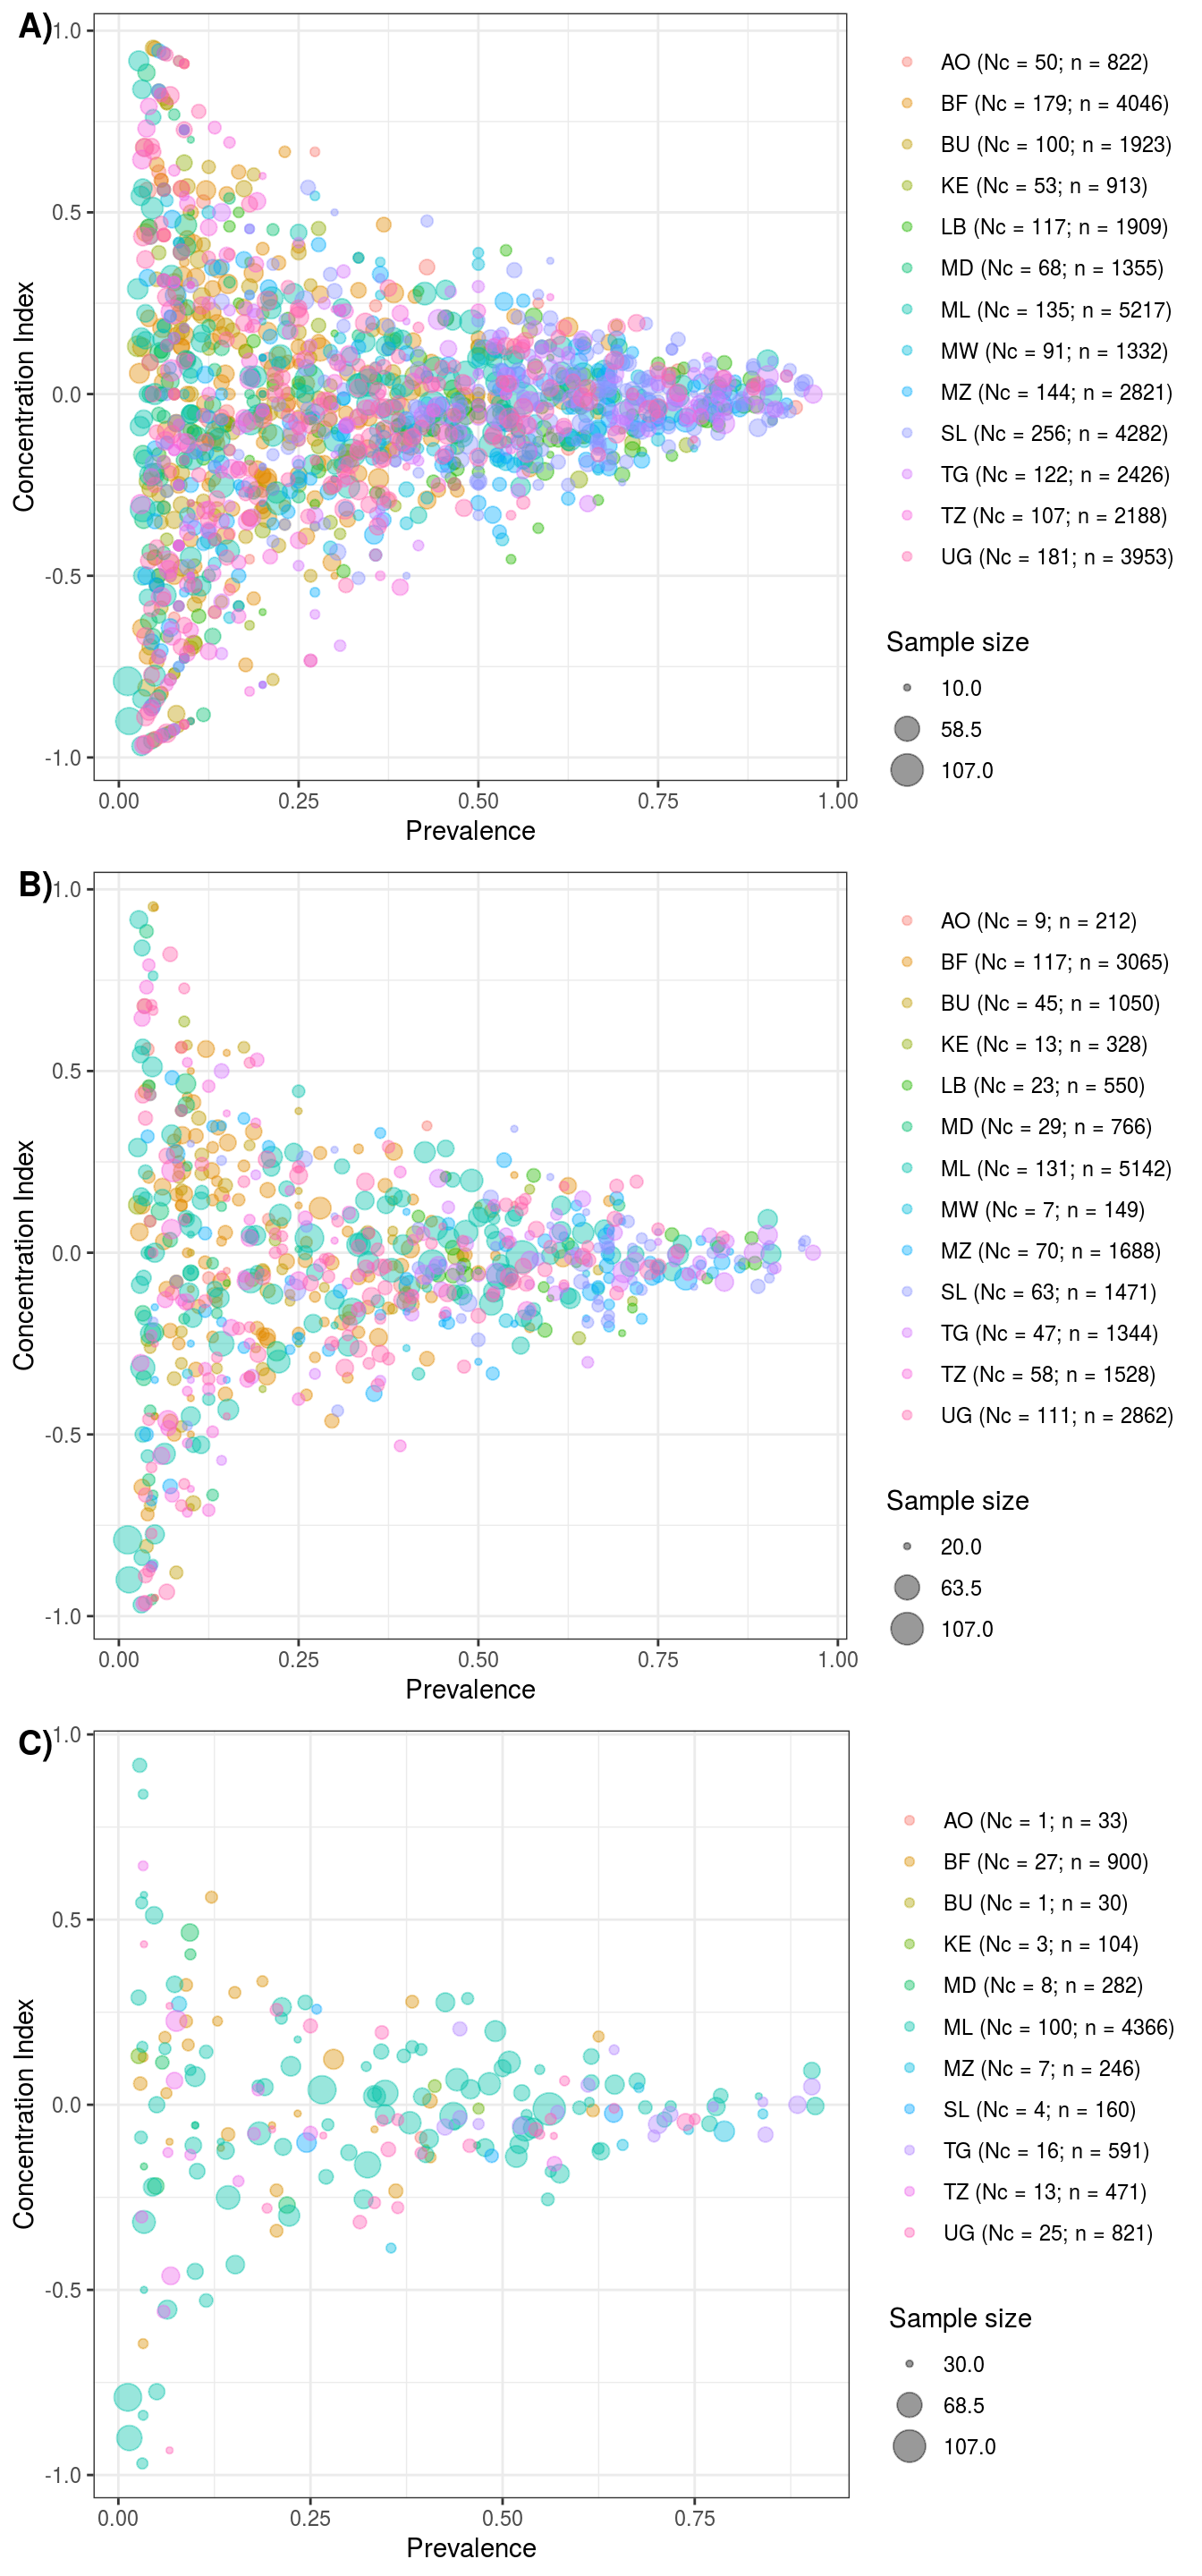 A)
1.0
0.5
0.0
-0.5
-1.0
Concentration Index
0.00 0.25 0.50 0.75 1.00
Prevalence
AO (Nc = 50; n = 822)
BF (Nc = 179; n = 4046)
BU (Nc = 100; n = 1923)
KE (Nc = 53; n = 913)
LB (Nc = 117; n = 1909)
MD (Nc = 68; n = 1355)
ML (Nc = 135; n = 5217)
MW (Nc = 91; n = 1332)
MZ (Nc = 144; n = 2821)
SL (Nc = 256; n = 4282)
TG (Nc = 122; n = 2426)
TZ (Nc = 107; n = 2188)
UG (Nc = 181; n = 3953)
Sample size
10.0
58.5
107.0
B)
1.0
0.5
0.0
-0.5
-1.0
Concentration Index
0.00 0.25 0.50 0.75 1.00
Prevalence
AO (Nc = 9; n = 212)
BF (Nc = 117; n = 3065)
BU (Nc = 45; n = 1050)
KE (Nc = 13; n = 328)
LB (Nc = 23; n = 550)
MD (Nc = 29; n = 766)
ML (Nc = 131; n = 5142)
MW (Nc = 7; n = 149)
MZ (Nc = 70; n = 1688)
SL (Nc = 63; n = 1471)
TG (Nc = 47; n = 1344)
TZ (Nc = 58; n = 1528)
UG (Nc = 111; n = 2862)
Sample size
20.0
63.5
107.0
C)
1.0
0.5
0.0
-0.5
-1.0
Concentration Index
0.00 0.25 0.50 0.75
Prevalence
AO (Nc = 1; n = 33)
BF (Nc = 27; n = 900)
BU (Nc = 1; n = 30)
KE (Nc = 3; n = 104)
MD (Nc = 8; n = 282)
ML (Nc = 100; n = 4366)
MZ (Nc = 7; n = 246)
SL (Nc = 4; n = 160)
TG (Nc = 16; n = 591)
TZ (Nc = 13; n = 471)
UG (Nc = 25; n = 821)
Sample size
30.0
68.5
107.0